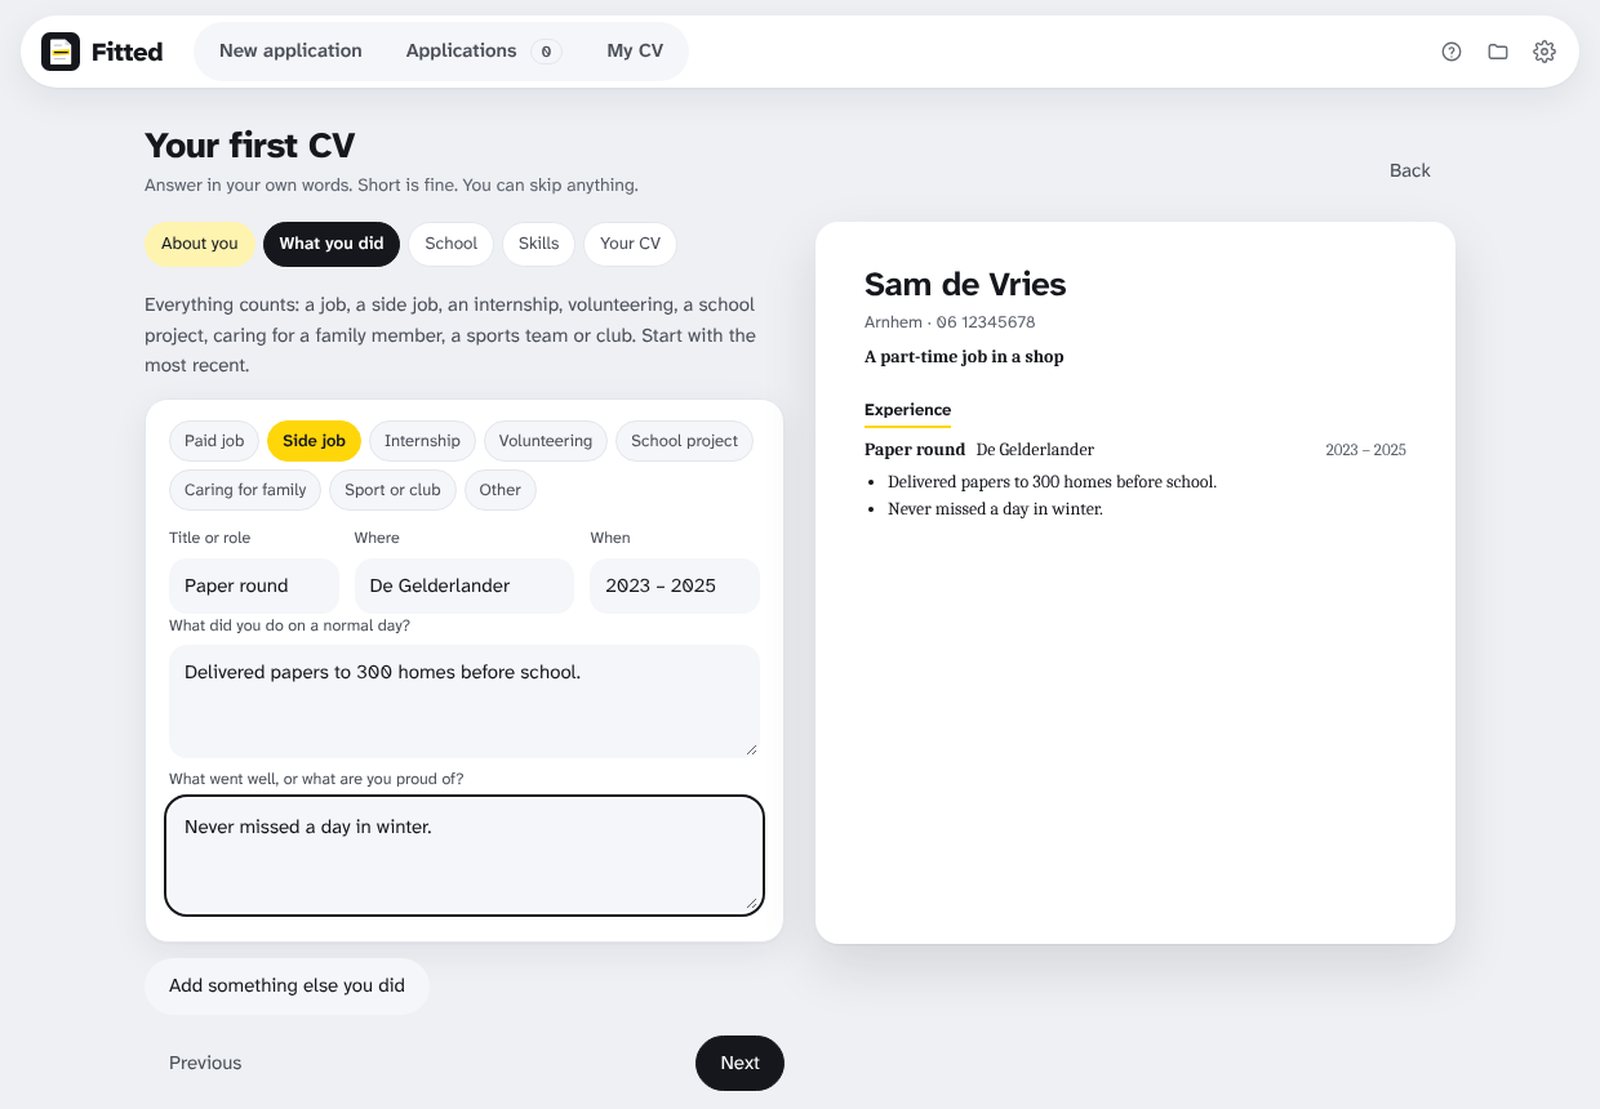 Fitted
New application
Applications 0
My CV
Your first CV
Answer in your own words. Short is fine. You can skip anything.
Back
About you
What you did
School
Skills
Your CV
Everything counts: a job, a side job, an internship, volunteering, a school
project, caring for a family member, a sports team or club. Start with the
most recent.
Paid job
Side job
Internship
Volunteering
School project
Caring for family
Sport or club
Other
Title or role
Where
When
Paper round
De Gelderlander
2023 – 2025
What did you do on a normal day?
Delivered papers to 300 homes before school.
What went well, or what are you proud of?
Never missed a day in winter.
Add something else you did
Previous
Next
Sam de Vries
Arnhem · 06 12345678
A part-time job in a shop
Experience
Paper round De Gelderlander 2023 – 2025
• Delivered papers to 300 homes before school.
• Never missed a day in winter.